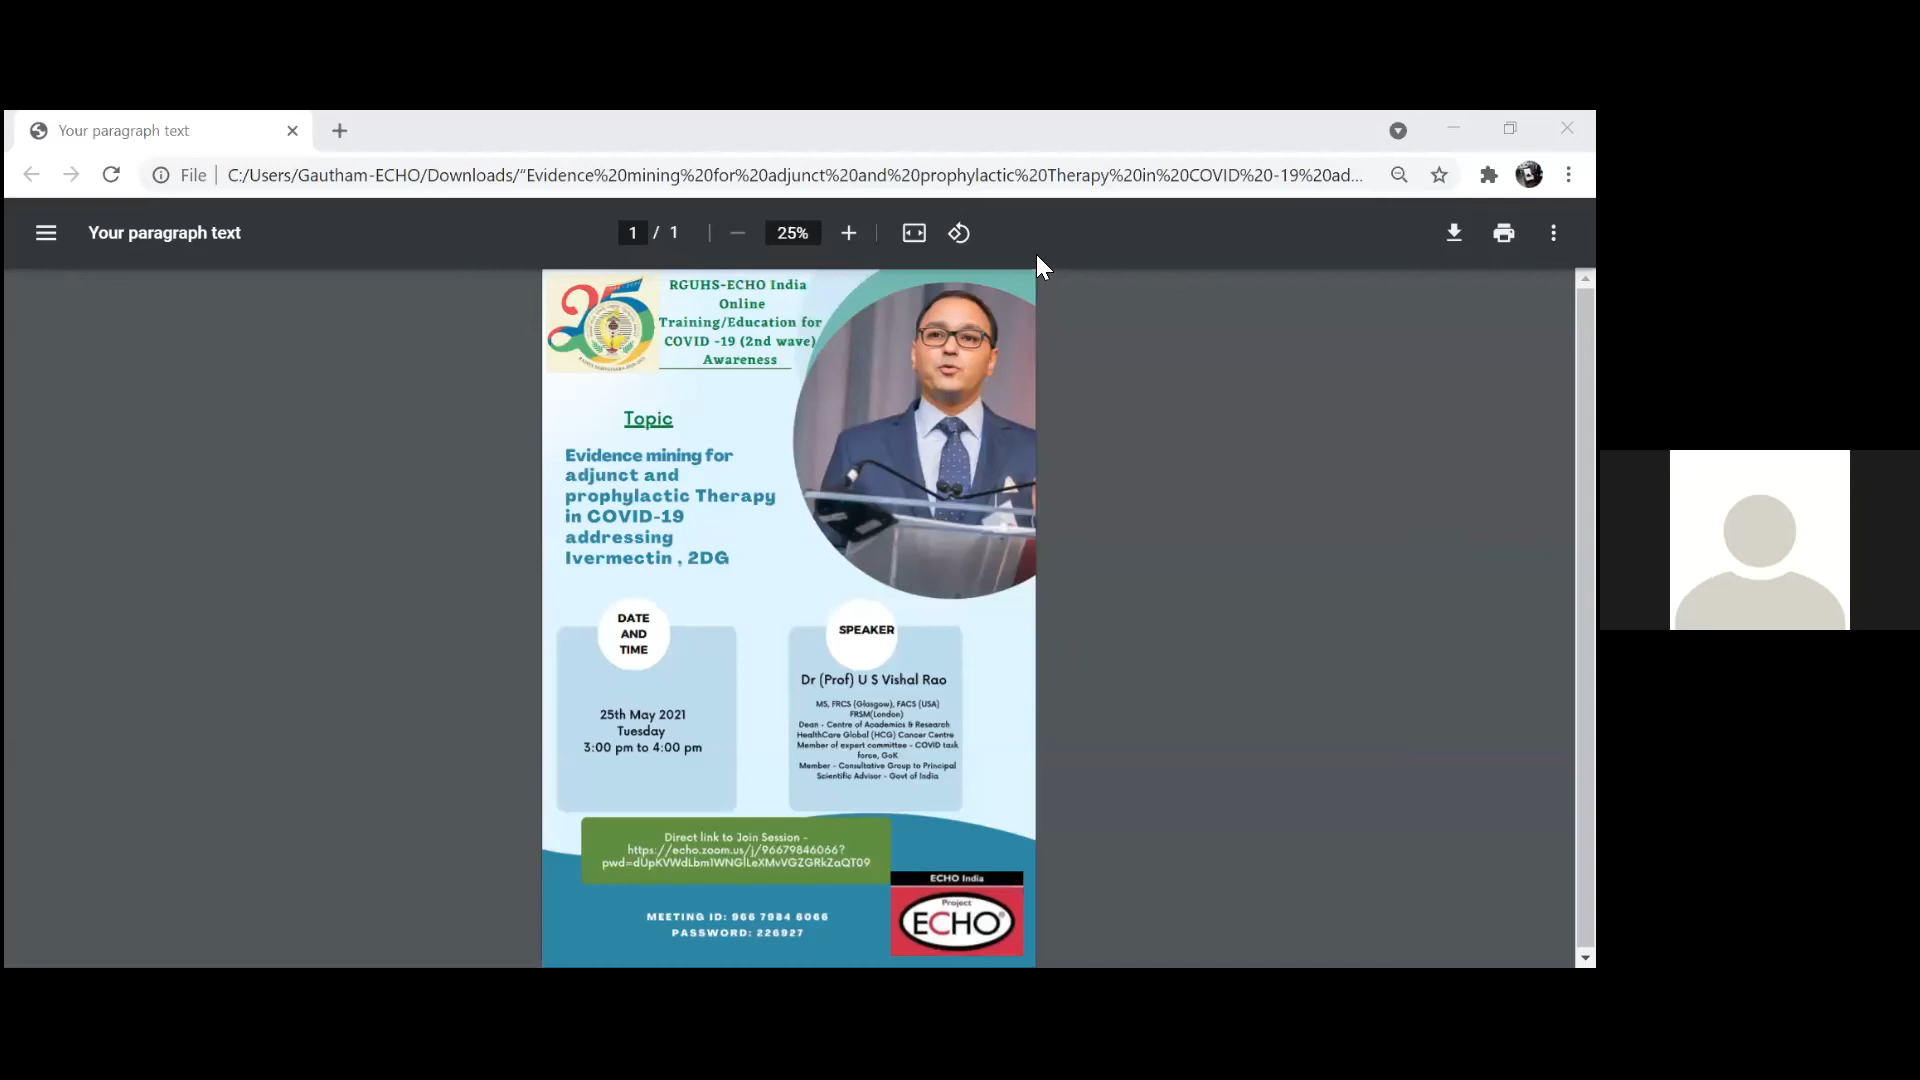 Your paragraph text
File
C:/Users/Gautham-ECHO/Downloads/“Evidence%20mining%20for%20adjunct%20and%20prophylactic%20Therapy%20in%20COVID%20-19%20ad...
Your paragraph text
1 / 1
25%
RGUHS-ECHO India
Online
Training/Education for
COVID -19 (2nd wave)
Awareness
Topic
Evidence mining for
adjunct and
prophylactic Therapy
in COVID-19
addressing
Ivermectin , 2DG
DATE
AND
TIME
25th May 2021
Tuesday
3:00 pm to 4:00 pm
SPEAKER
Dr (Prof) U S Vishal Rao
MS, FRCS (Glasgow), FACS (USA)
FRSM(London)
Dean - Centre of Academics & Research
HealthCare Global (HCG) Cancer Centre
Member of expert committee - COVID task
force, GoK
Member - Consultative Group to Principal
Scientific Advisor - Govt of India
Direct link to Join Session -
https://echo.zoom.us/j/96679846066?
pwd=dUpKVWdLbm1WNGlLeXMvVGZGRkZaQT09
MEETING ID: 966 7984 6066
PASSWORD: 226927
ECHO India
Project
ECHO®